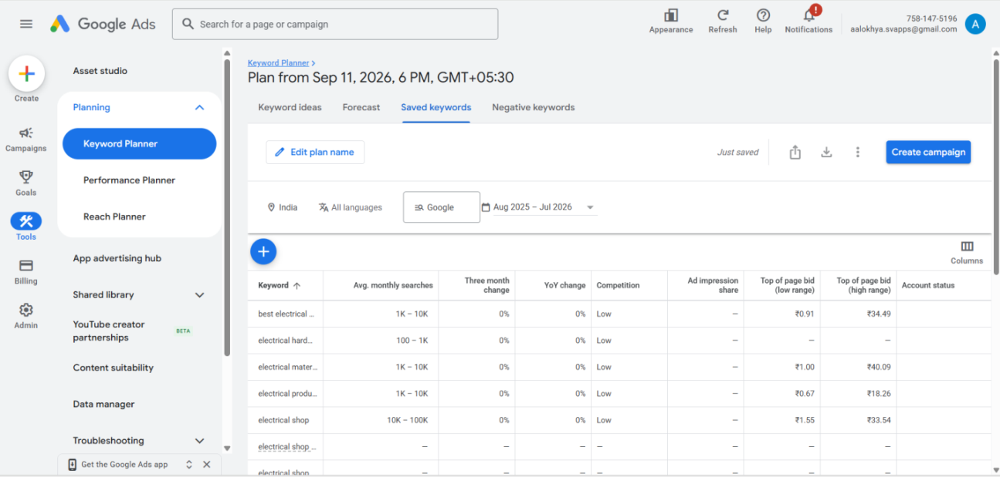 Google Ads
Search for a page or campaign
Appearance
Refresh
Help
!
Notifications
758-147-5196
aalokhya.svapps@gmail.com
A
Create
Campaigns
Goals
Tools
Billing
Admin
Asset studio
Planning
Keyword Planner
Performance Planner
Reach Planner
App advertising hub
Shared library
YouTube creator
partnerships
BETA
Content suitability
Data manager
Troubleshooting
Get the Google Ads app
Keyword Planner
Plan from Sep 11, 2026, 6 PM, GMT+05:30
Keyword ideas Forecast Saved keywords Negative keywords
Edit plan name
Just saved
Create campaign
India All languages Google Aug 2025 – Jul 2026
Columns
Keyword Avg. monthly searches Three month change YoY change Competition Ad impression share Top of page bid (low range) Top of page bid (high range) Account status
best electrical ... 1K – 10K 0% 0% Low – ₹0.91 ₹34.49
electrical hard... 100 – 1K 0% 0% Low – – –
electrical mater... 1K – 10K 0% 0% Low – ₹1.00 ₹40.09
electrical produ... 1K – 10K 0% 0% Low – ₹0.67 ₹18.26
electrical shop 10K – 100K 0% 0% Low – ₹1.55 ₹33.54
electrical shop ... – – – – – – –
electrical shop – – – – – – –